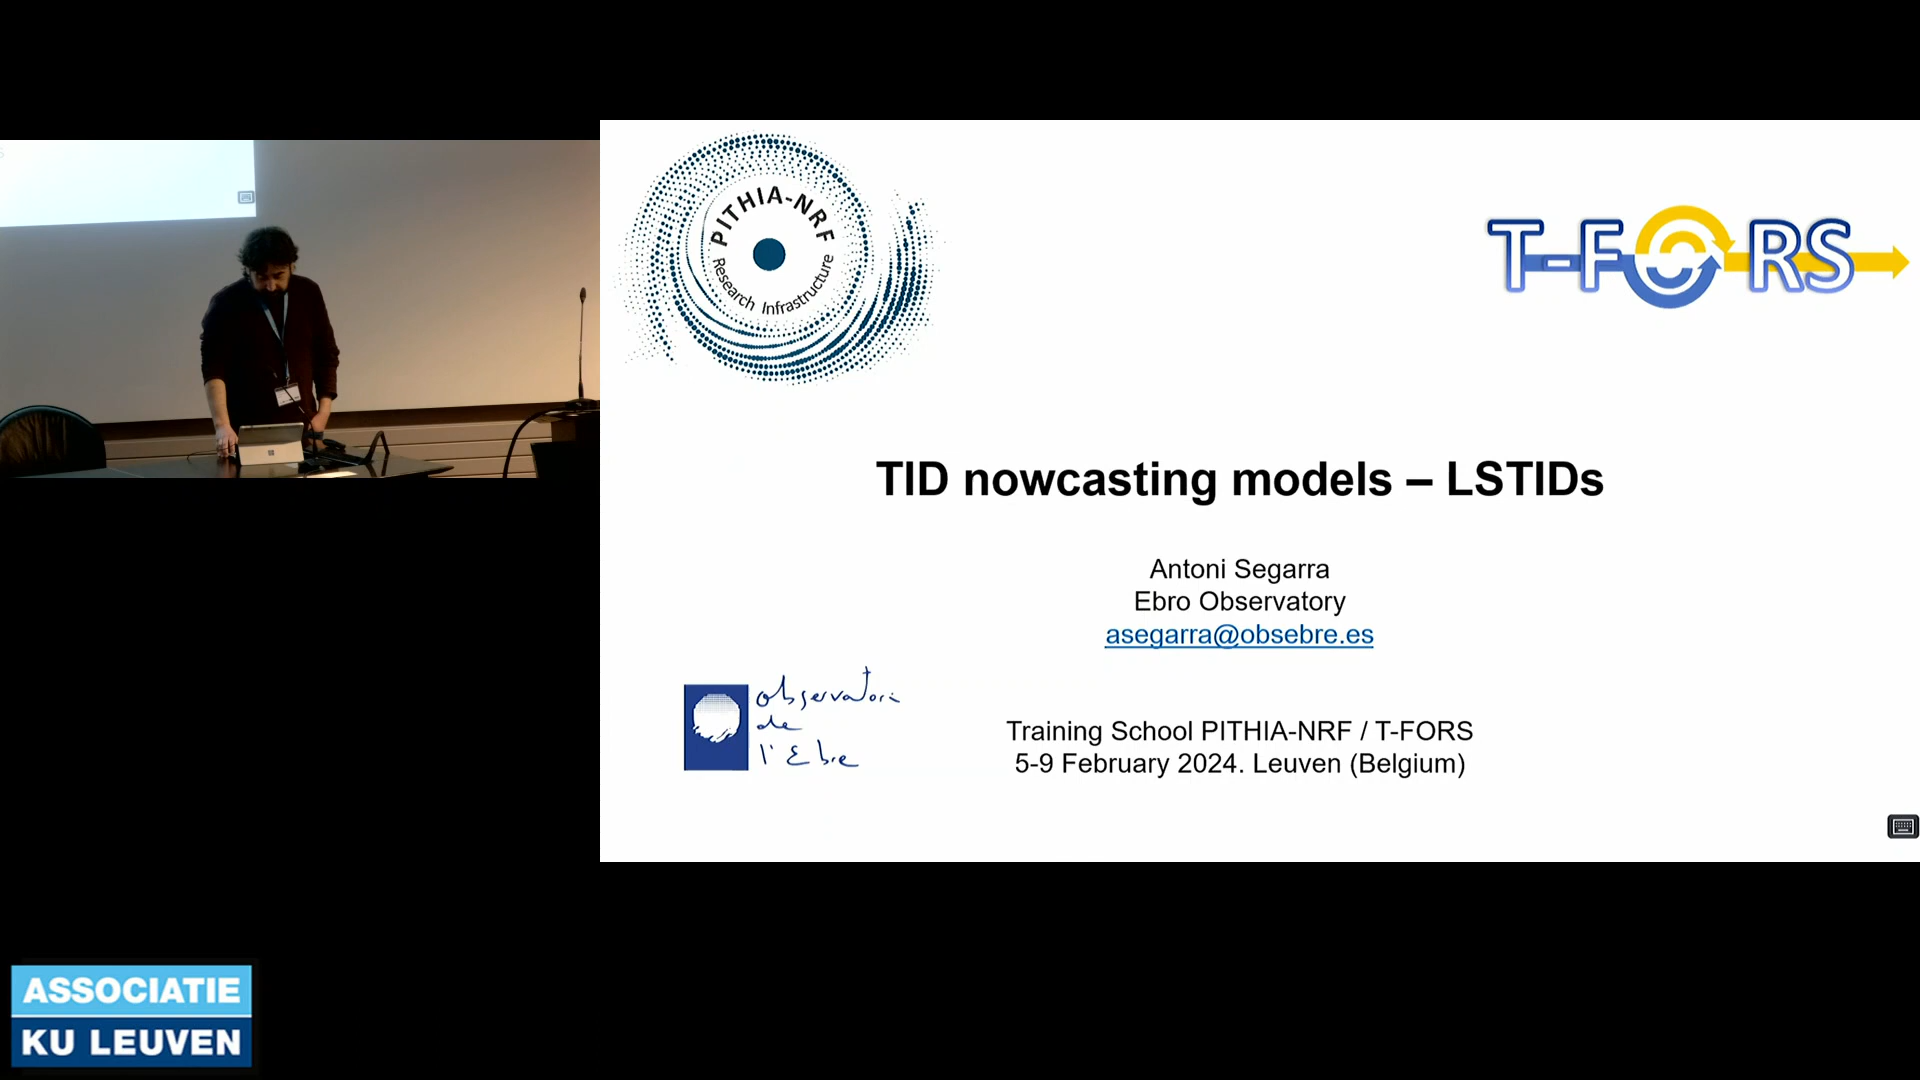 PITHIA-NRF
Research Infrastructure
T-FORS
TID nowcasting models – LSTIDs
Antoni Segarra
Ebro Observatory
asegarra@obsebre.es
observatori
de
l'Ebre
Training School PITHIA-NRF / T-FORS
5-9 February 2024. Leuven (Belgium)
ASSOCIATIE
KU LEUVEN